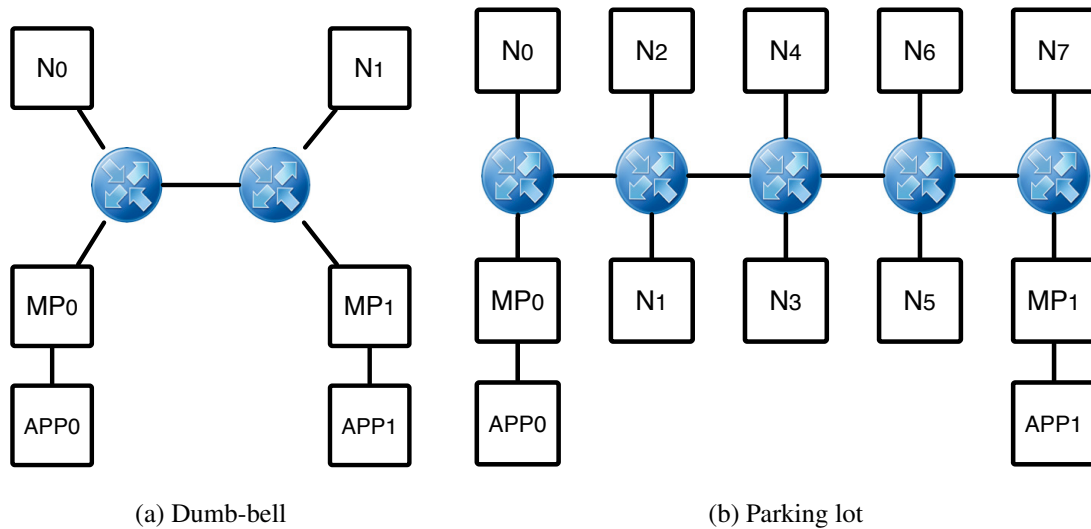 N0 N1
MP0 MP1
APP0 APP1
(a) Dumb-bell
N0 N2 N4 N6 N7
MP0 N1 N3 N5 MP1
APP0 APP1
(b) Parking lot